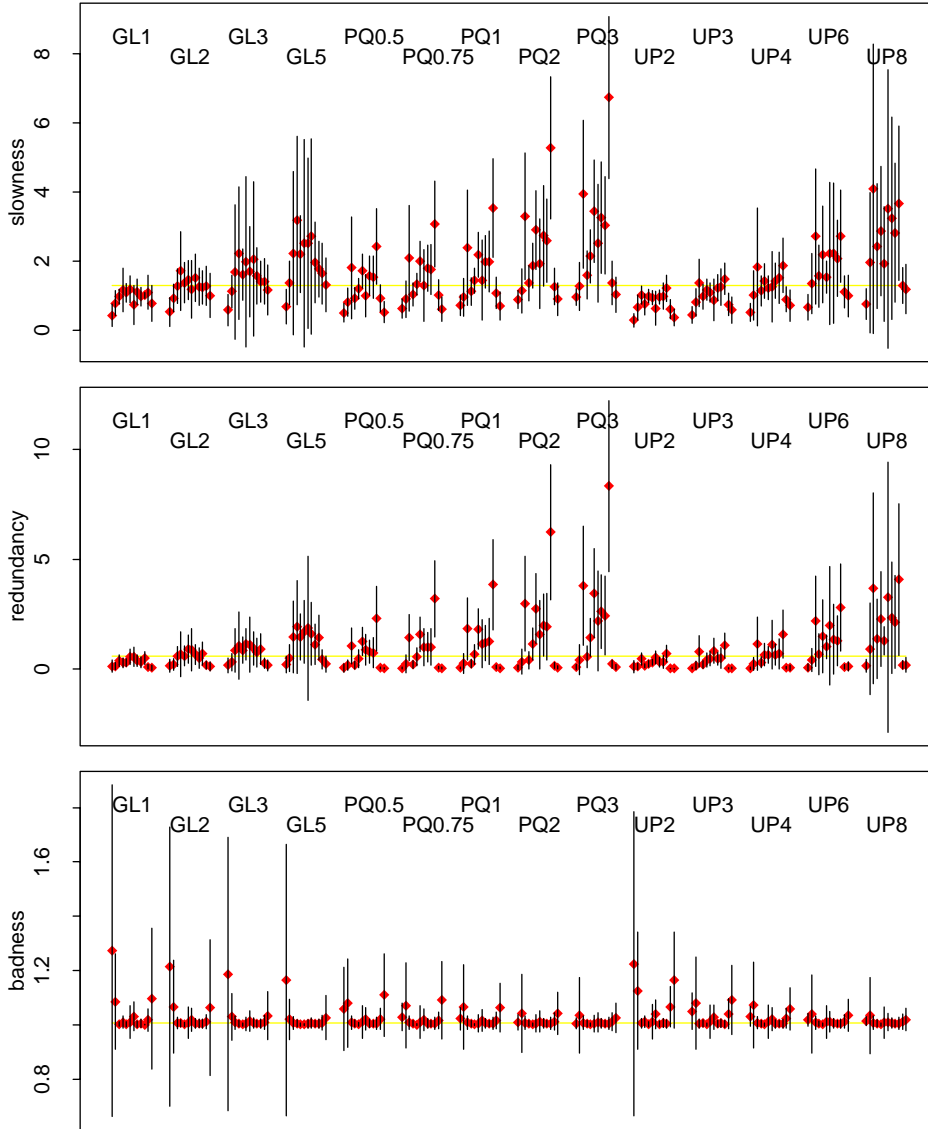 GL1 GL3 PQ0.5 PQ1 PQ3 UP3 UP6
GL2 GL5 PQ0.75 PQ2 UP2 UP4 UP8
8
6
4
2
0
slowness
GL1 GL3 PQ0.5 PQ1 PQ3 UP3 UP6
GL2 GL5 PQ0.75 PQ2 UP2 UP4 UP8
10
5
0
redundancy
GL1 GL3 PQ0.5 PQ1 PQ3 UP3 UP6
GL2 GL5 PQ0.75 PQ2 UP2 UP4 UP8
1.6
1.2
0.8
badness